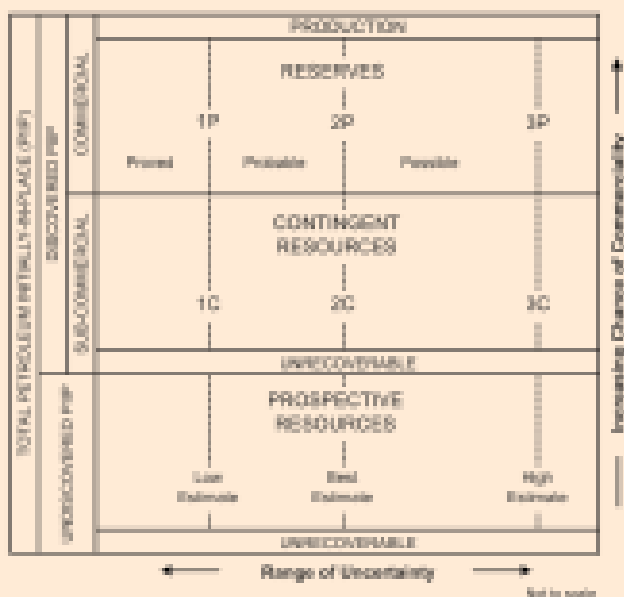 PRODUCTION
RESERVES
1P 2P 3P
Proved Probable Possible
CONTINGENT
RESOURCES
1C 2C 3C
UNRECOVERABLE
PROSPECTIVE
RESOURCES
Low Best High
Estimate Estimate Estimate
UNRECOVERABLE
Range of Uncertainty
Not to scale
TOTAL PETROLEUM INITIALLY-IN-PLACE (PIIP)
DISCOVERED PIIP
UNDISCOVERED PIIP
COMMERCIAL
SUB-COMMERCIAL
Increasing Chance of Commerciality